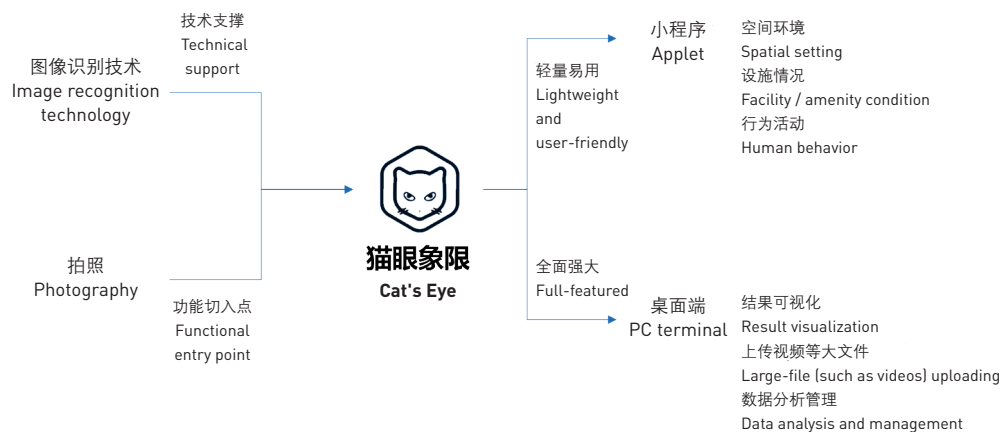 技术支撑
Technical
support
图像识别技术
Image recognition
technology
拍照
Photography
功能切入点
Functional
entry point
猫眼象限
Cat's Eye
轻量易用
Lightweight
and
user-friendly
小程序
Applet
空间环境
Spatial setting
设施情况
Facility / amenity condition
行为活动
Human behavior
全面强大
Full-featured
桌面端
PC terminal
结果可视化
Result visualization
上传视频等大文件
Large-file (such as videos) uploading
数据分析管理
Data analysis and management